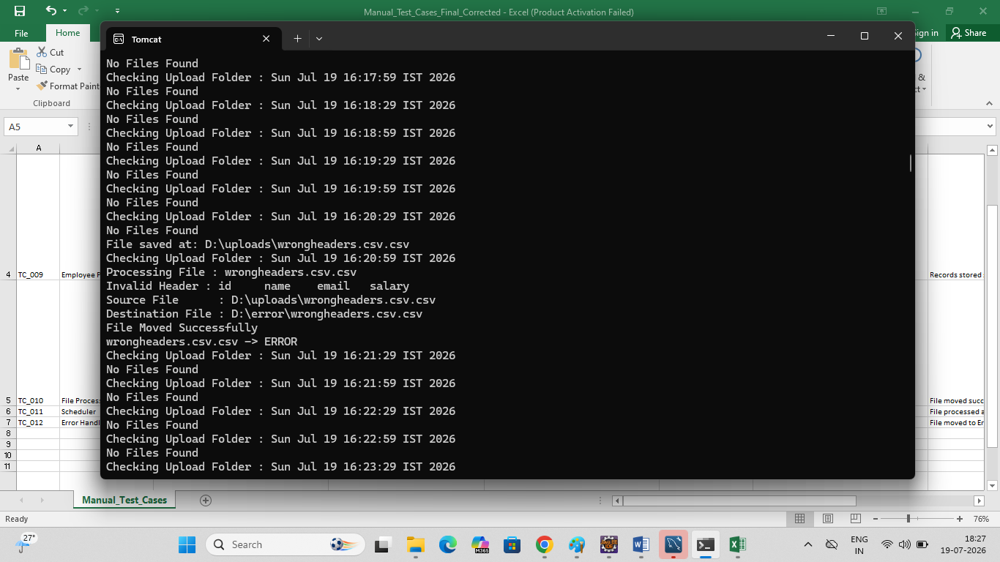 Manual_Test_Cases_Final_Corrected - Excel (Product Activation Failed)
File
Home
Sign in
Share
Tomcat
Cut
Copy
Paste
Format Paint
Clipboard
&
A5
A
No Files Found
Checking Upload Folder : Sun Jul 19 16:17:59 IST 2026
No Files Found
Checking Upload Folder : Sun Jul 19 16:18:29 IST 2026
No Files Found
Checking Upload Folder : Sun Jul 19 16:18:59 IST 2026
No Files Found
Checking Upload Folder : Sun Jul 19 16:19:29 IST 2026
No Files Found
Checking Upload Folder : Sun Jul 19 16:19:59 IST 2026
No Files Found
Checking Upload Folder : Sun Jul 19 16:20:29 IST 2026
No Files Found
File saved at: D:\uploads\wrongheaders.csv.csv
Checking Upload Folder : Sun Jul 19 16:20:59 IST 2026
Processing File : wrongheaders.csv.csv
Invalid Header : id     name    email   salary
Source File      : D:\uploads\wrongheaders.csv.csv
Destination File : D:\error\wrongheaders.csv.csv
File Moved Successfully
wrongheaders.csv.csv -> ERROR
Checking Upload Folder : Sun Jul 19 16:21:29 IST 2026
No Files Found
Checking Upload Folder : Sun Jul 19 16:21:59 IST 2026
No Files Found
Checking Upload Folder : Sun Jul 19 16:22:29 IST 2026
No Files Found
Checking Upload Folder : Sun Jul 19 16:22:59 IST 2026
No Files Found
Checking Upload Folder : Sun Jul 19 16:23:29 IST 2026
4 TC_009 Employee P Records stored
5 TC_010 File Proces File moved succ
6 TC_011 Scheduler File processed a
7 TC_012 Error Handl File moved to Er
8
9
10
11
Manual_Test_Cases
Ready
76%
27°
Search
M365
ENG
IN
18:27
19-07-2026